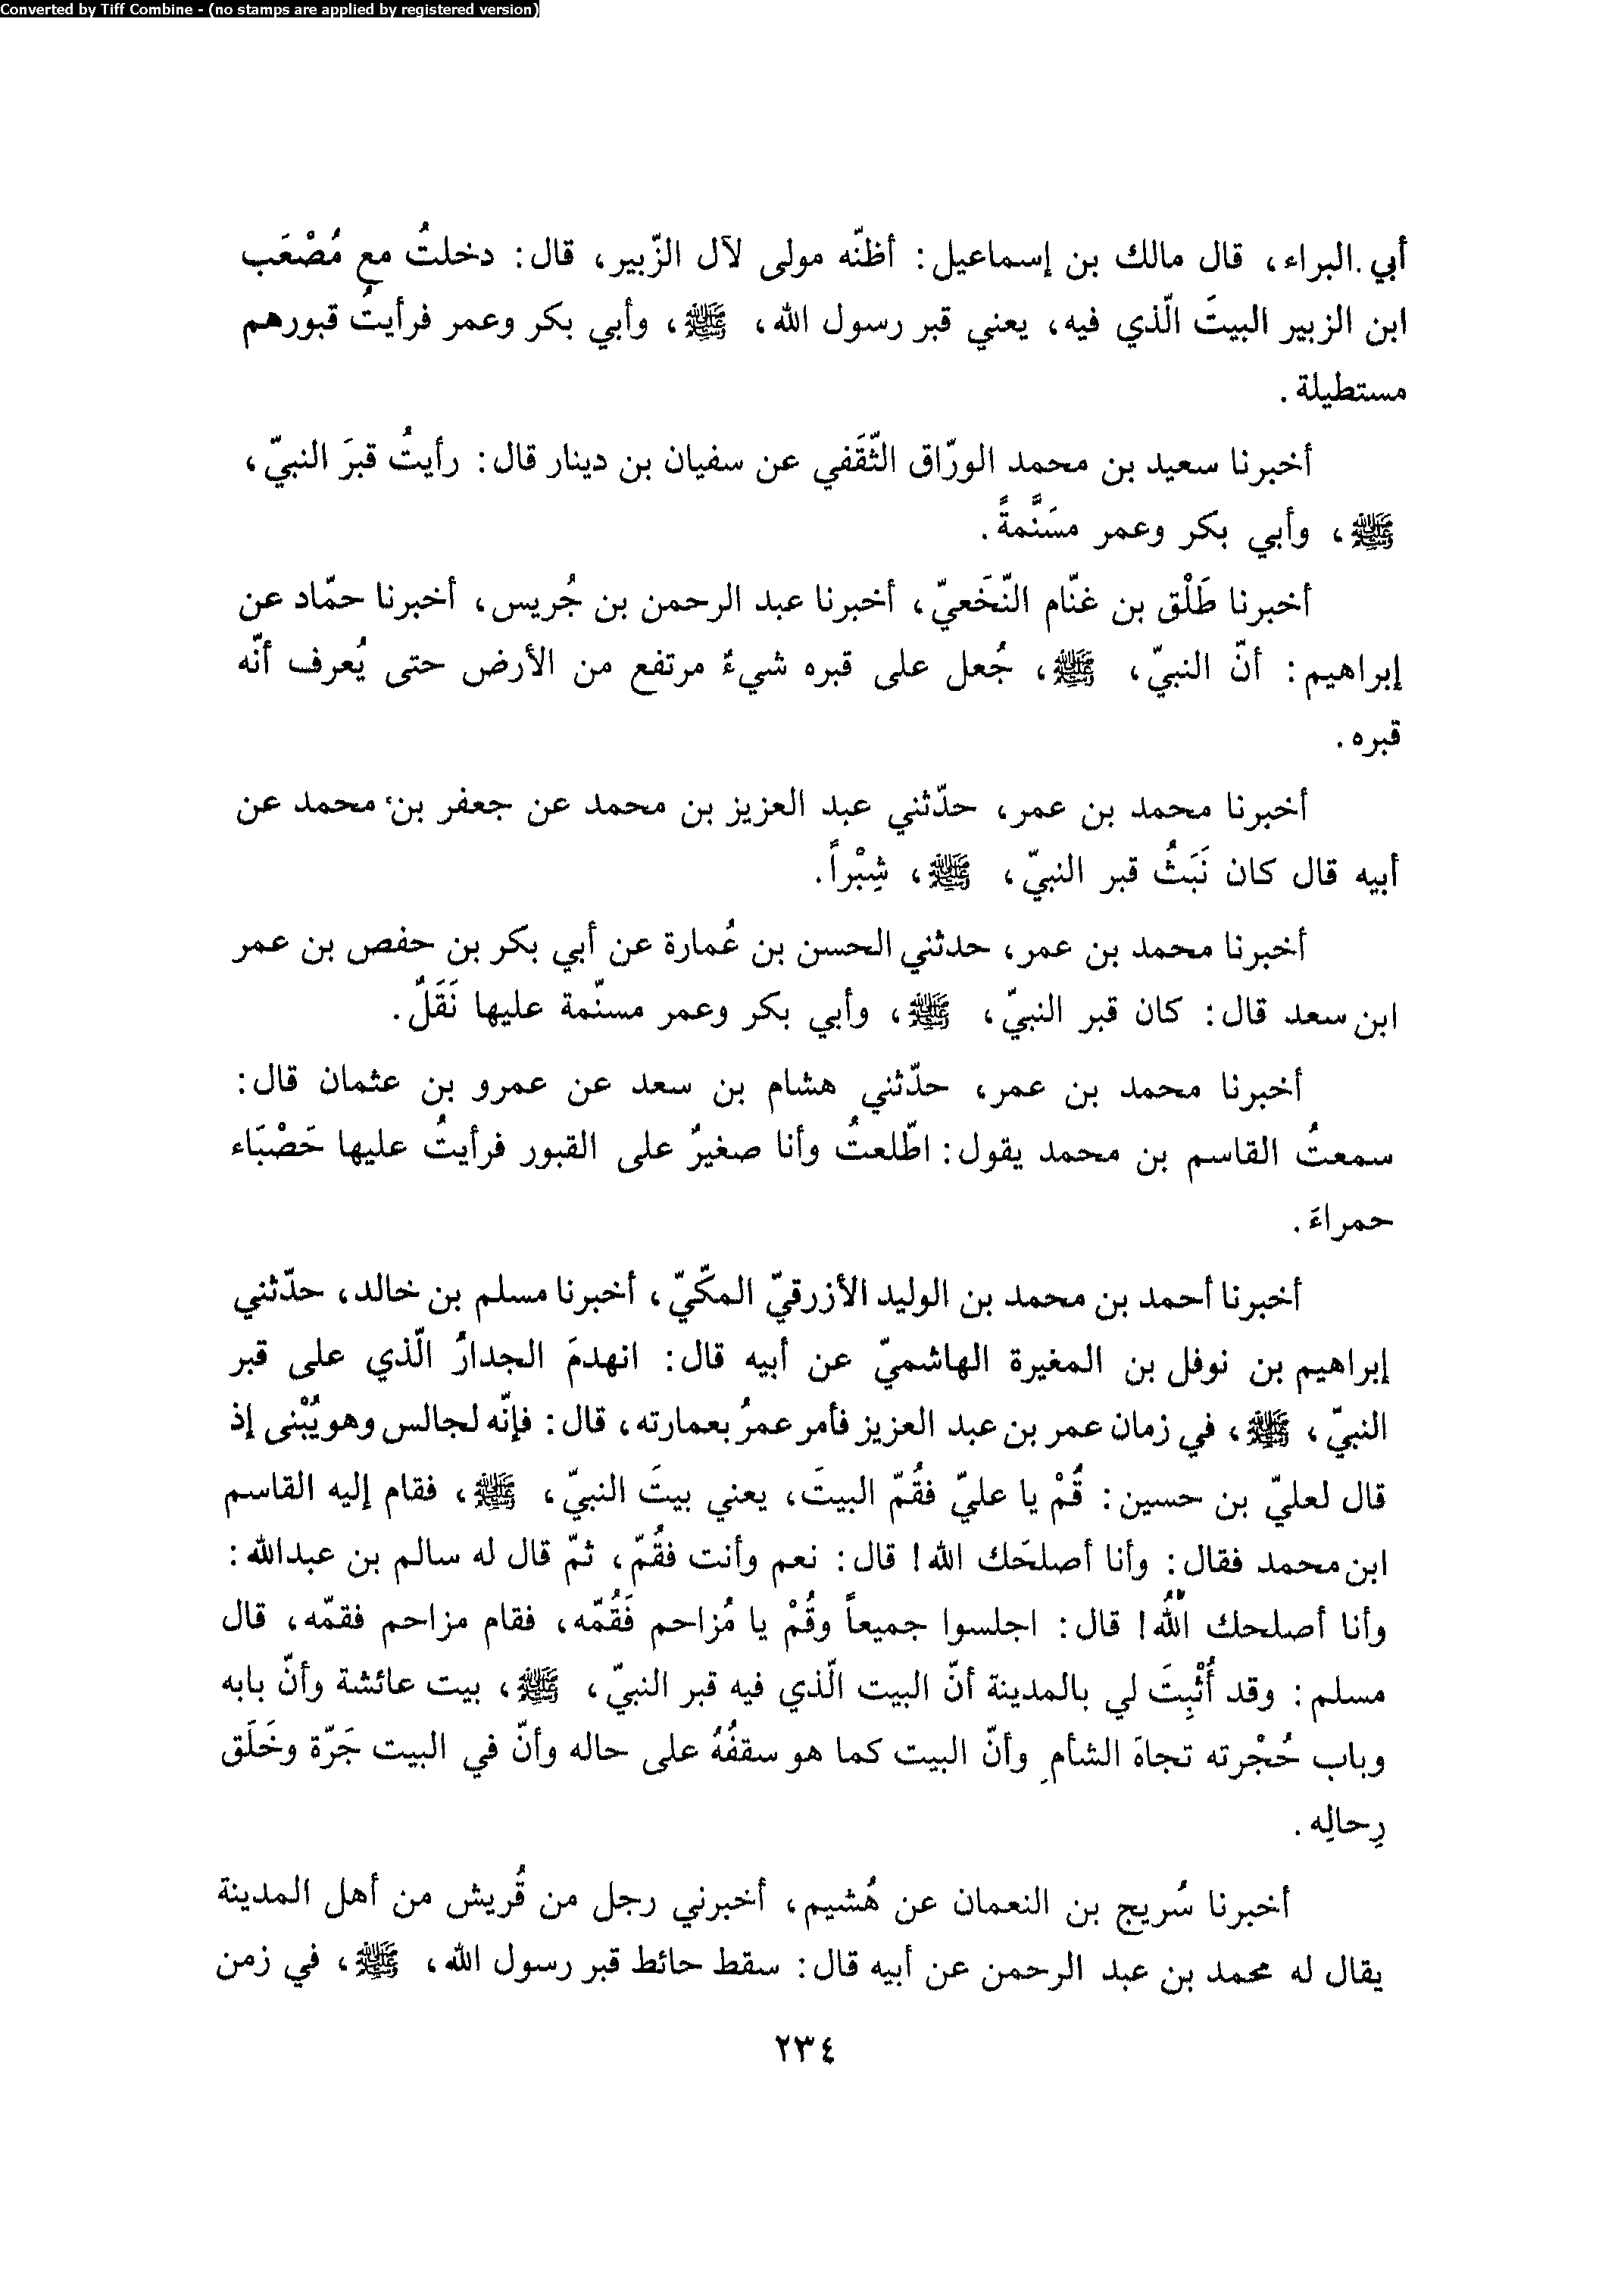 Converted by Tiff Combine - (no stamps are applied by registered version)
أبي البراء، قال مالك بن إسماعيل: أظنّه مولى لآل الزّبير، قال: دخلتُ مع مُصْعَب
ابن الزبير البيتَ الّذي فيه، يعني قبر رسول الله، ﷺ، وأبي بكر وعمر فرأيتُ قبورهم
مستطيلة.
أخبرنا سعيد بن محمد الورّاق الثّقَفي عن سفيان بن دينار قال: رأيتُ قبرَ النبيّ،
ﷺ، وأبي بكر وعمر مسَنَّمةً.
أخبرنا طَلْق بن غنّام النّخَعيّ، أخبرنا عبد الرحمن بن جُريس، أخبرنا حمّاد عن
إبراهيم: أنّ النبيّ، ﷺ، جُعل على قبره شيءٌ مرتفع من الأرض حتى يُعرف أنّه
قبره.
أخبرنا محمد بن عمر، حدّثني عبد العزيز بن محمد عن جعفر بن محمد عن
أبيه قال كان نَبَثُ قبر النبيّ، ﷺ، شِبْراً.
أخبرنا محمد بن عمر، حدثني الحسن بن عُمارة عن أبي بكر بن حفص بن عمر
ابن سعد قال: كان قبر النبيّ، ﷺ، وأبي بكر وعمر مسنّمة عليها نَقَلٌ.
أخبرنا محمد بن عمر، حدّثني هشام بن سعد عن عمرو بن عثمان قال:
سمعتُ القاسم بن محمد يقول: اطّلعتُ وأنا صغيرٌ على القبور فرأيتُ عليها حَصْبَاء
حمراءَ.
أخبرنا أحمد بن محمد بن الوليد الأزرقيّ المكّيّ، أخبرنا مسلم بن خالد، حدّثني
إبراهيم بن نوفل بن المغيرة الهاشميّ عن أبيه قال: انهدمَ الجدارُ الّذي على قبر
النبيّ، ﷺ، في زمان عمر بن عبد العزيز فأمر عمرُ بعمارته، قال: فإنّه لجالس وهو يُبْنى إذ
قال لعليّ بن حسين: قُمْ يا عليّ فقُمّ البيتَ، يعني بيتَ النبيّ، ﷺ، فقام إليه القاسم
ابن محمد فقال: وأنا أصلحَك الله! قال: نعم وأنت فقُمّ، ثمّ قال له سالم بن عبدالله:
وأنا أصلحك اللّهُ! قال: اجلسوا جميعاً وقُمْ يا مُزاحم فَقُمّه، فقام مزاحم فقمّه، قال
مسلم: وقد أُثْبِتَ لي بالمدينة أنّ البيت الّذي فيه قبر النبيّ، ﷺ، بيت عائشة وأنّ بابه
وباب حُجْرته تجاهَ الشأم وأنّ البيت كما هو سقفُهُ على حاله وأنّ في البيت جَرّة وخَلَق
رِحالِه.
أخبرنا سُريج بن النعمان عن هُشيم، أخبرني رجل من قُريش من أهل المدينة
يقال له محمد بن عبد الرحمن عن أبيه قال: سقط حائط قبر رسول الله، ﷺ، في زمن
٢٣٤